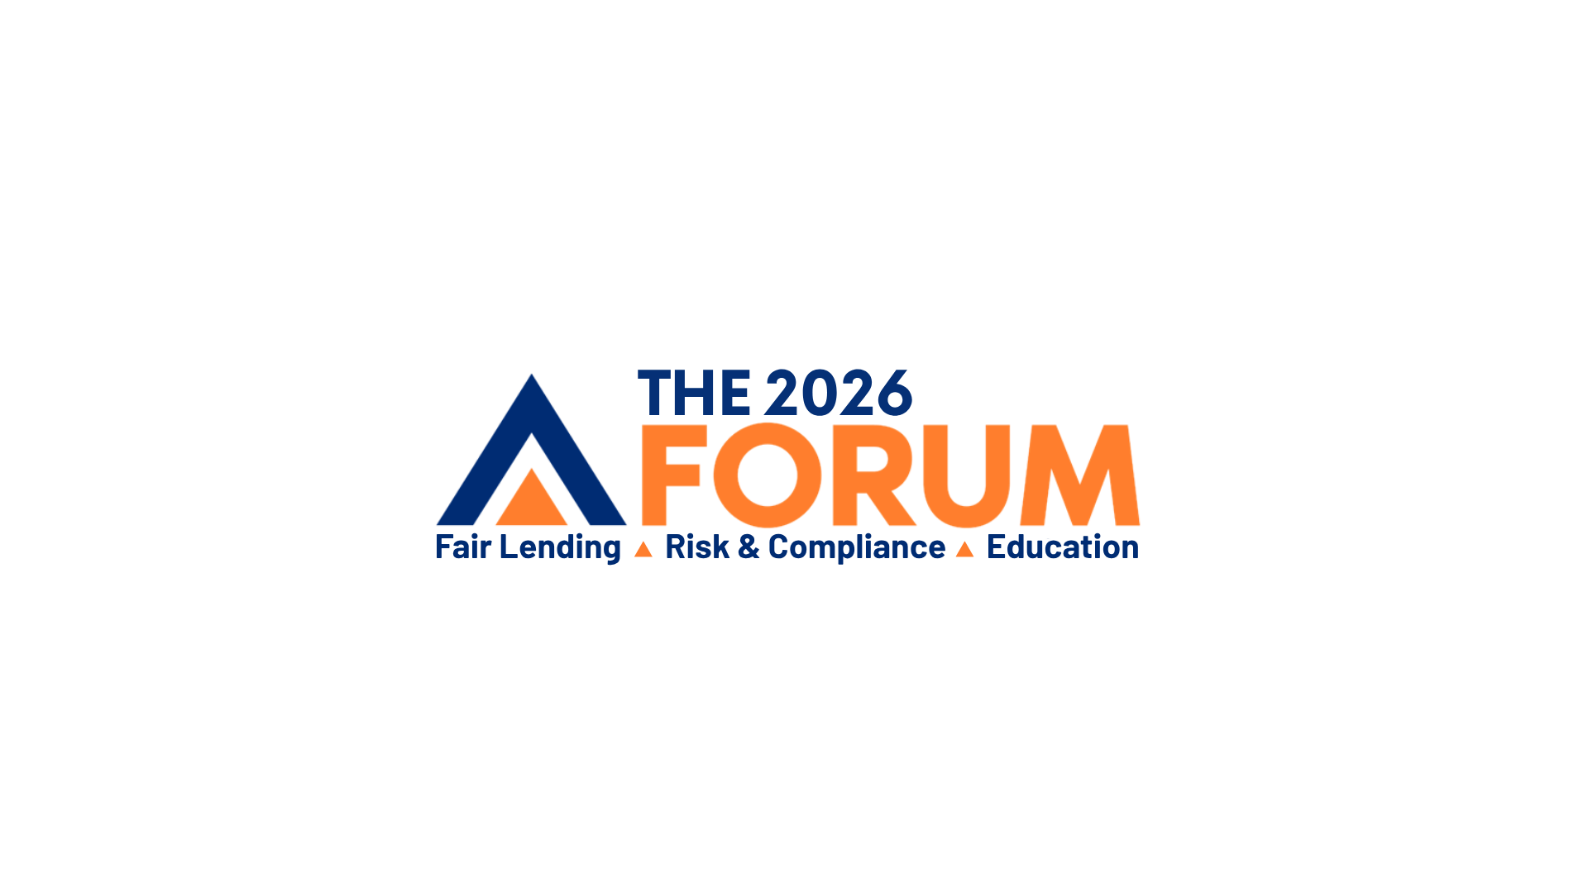 THE 2026
FORUM
Fair Lending Risk & Compliance Education